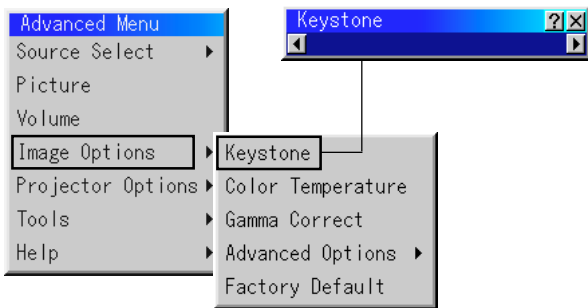 Advanced Menu
Source Select
Picture
Volume
Image Options
Projector Options
Tools
Help
Keystone
Color Temperature
Gamma Correct
Advanced Options
Factory Default
Keystone
?